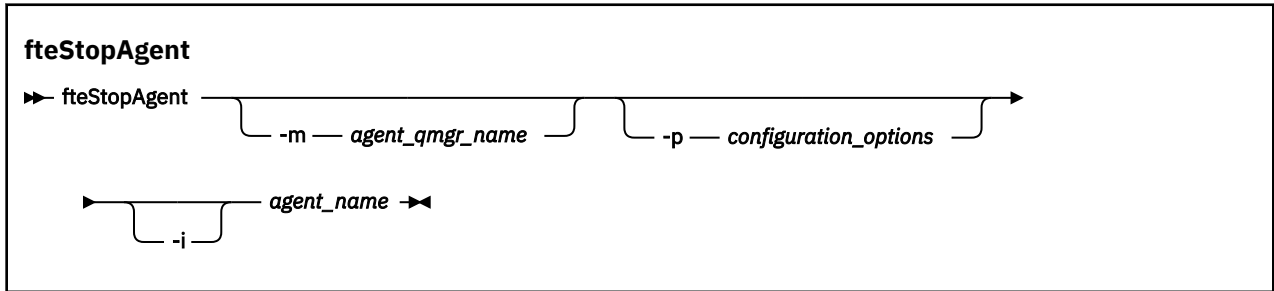 fteStopAgent
fteStopAgent
-m agent_qmgr_name -p configuration_options
agent_name
-i